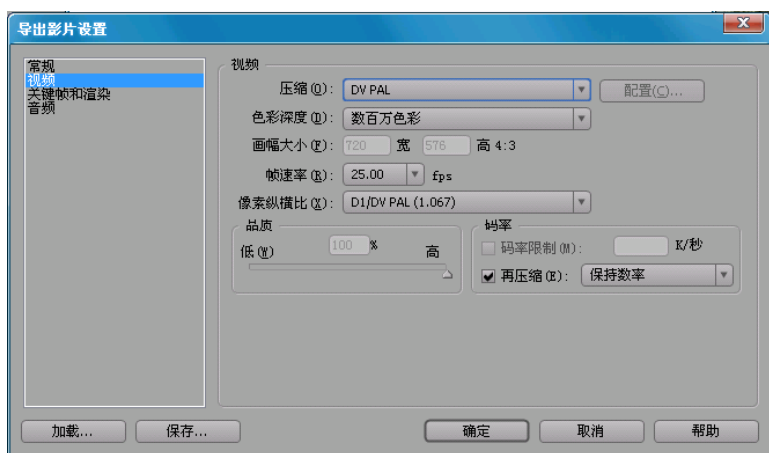 导出影片设置
常规
视频
关键帧和渲染
音频
视频
压缩(O): DV PAL 配置(C)...
色彩深度(D): 数百万色彩
画幅大小(F): 720 宽 576 高 4:3
帧速率(R): 25.00 fps
像素纵横比(X): D1/DV PAL (1.067)
品质
低(W) 100 % 高
码率
码率限制(M): K/秒
再压缩(E): 保持数率
加载... 保存... 确定 取消 帮助